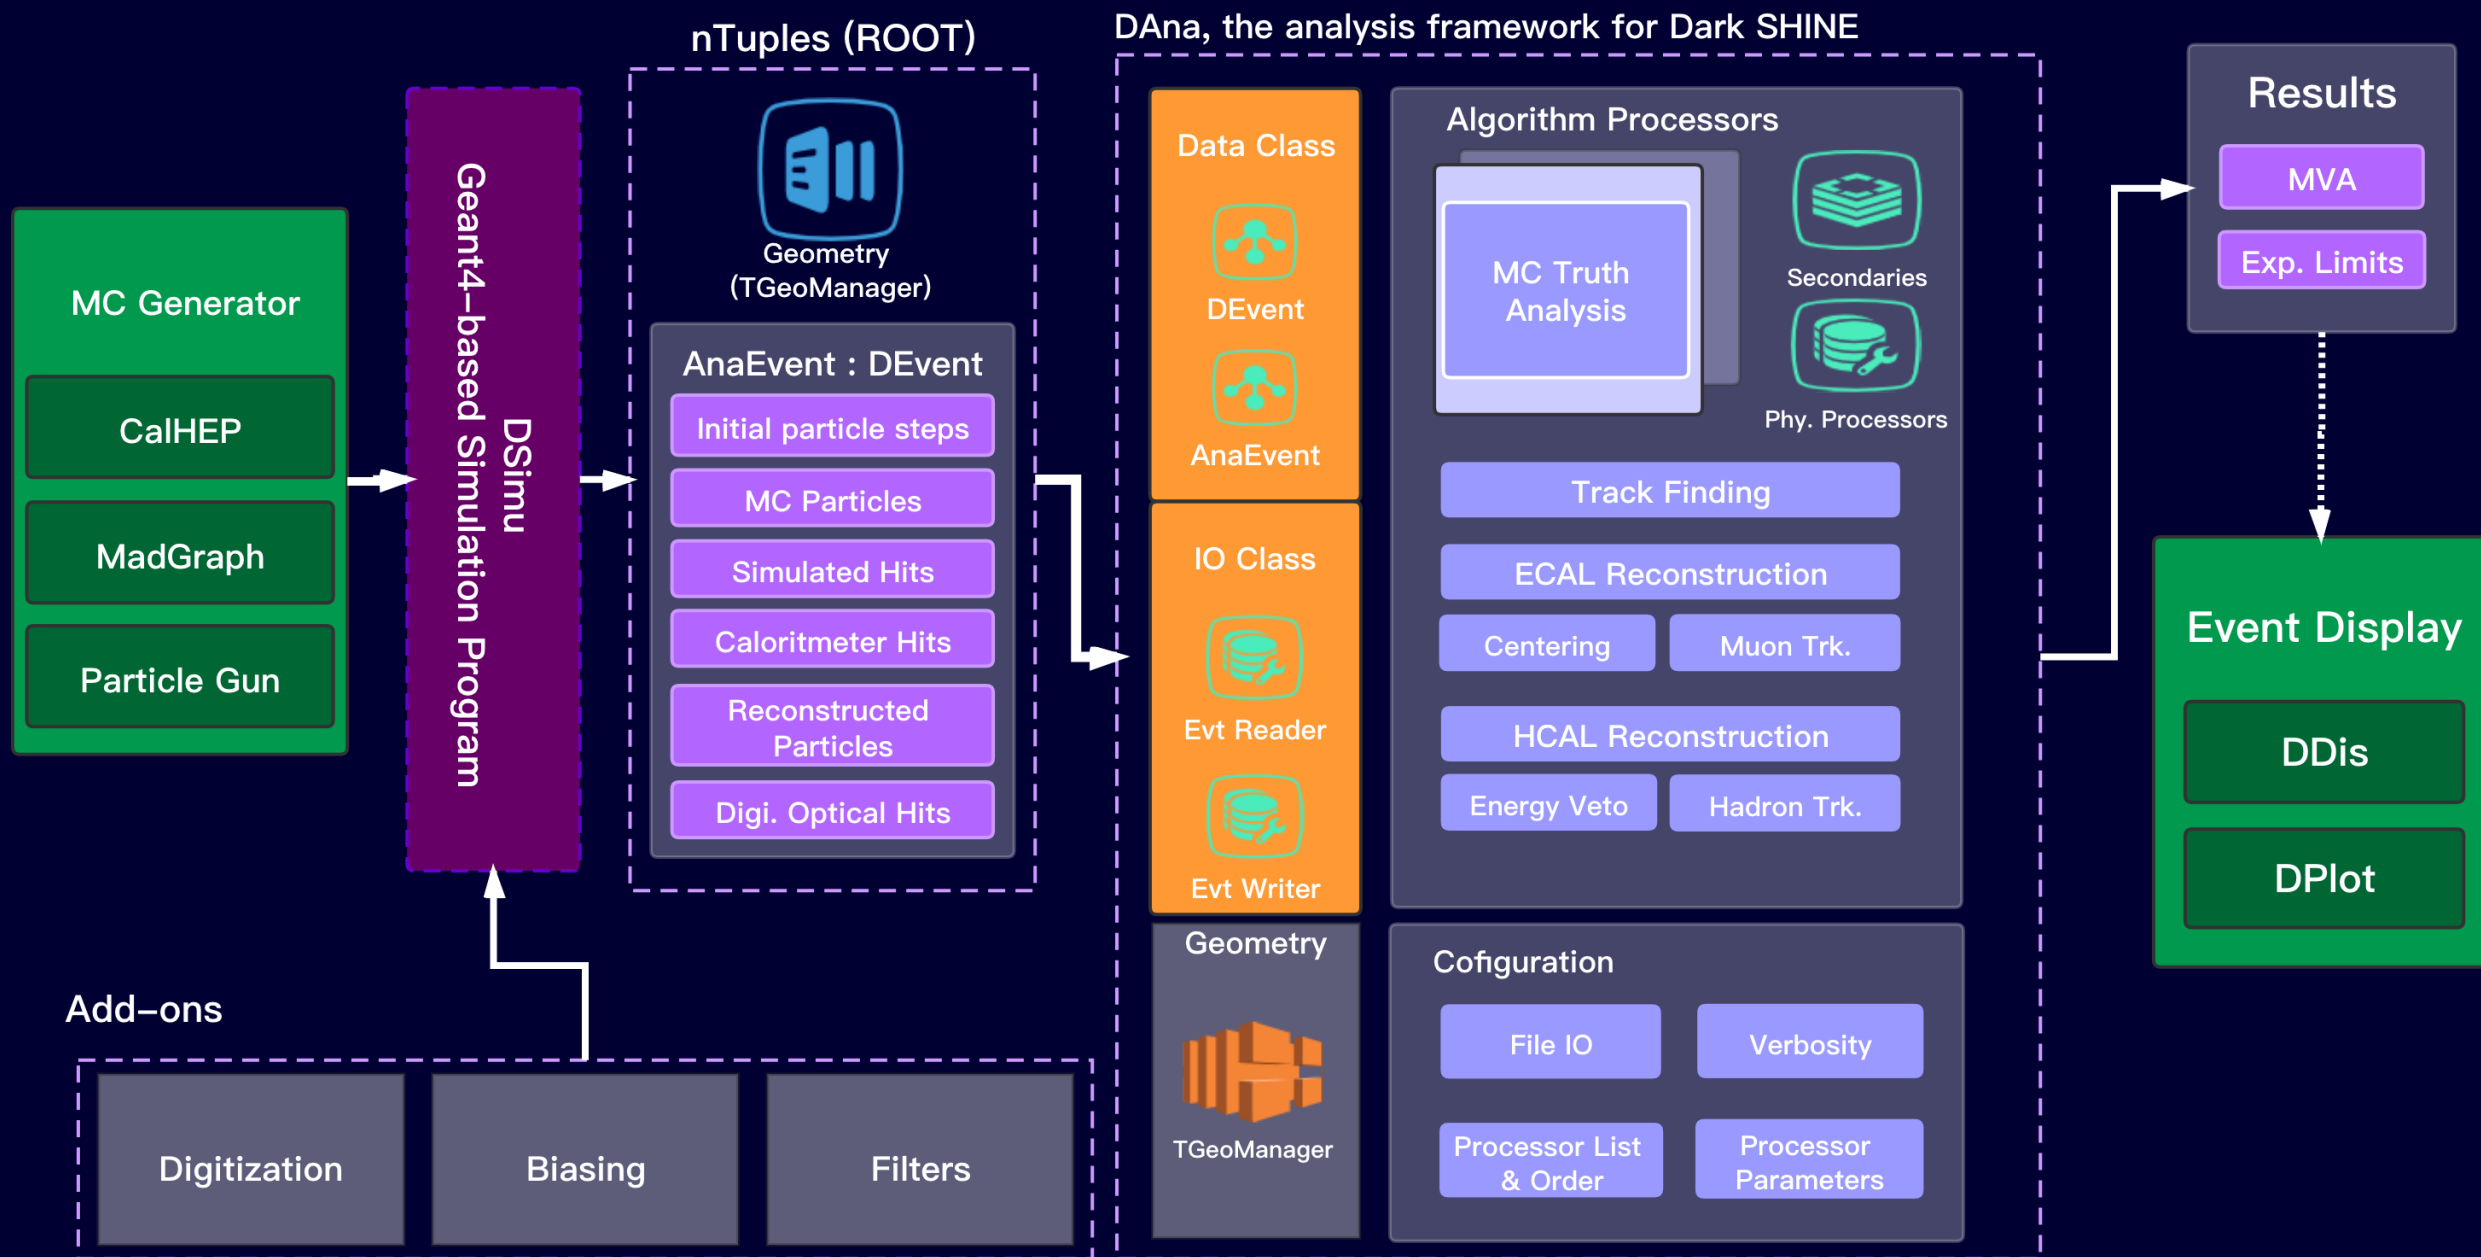 MC Generator
CalHEP
MadGraph
Particle Gun
DSimu
Geant4-based Simulation Program
nTuples (ROOT)
Geometry
(TGeoManager)
AnaEvent : DEvent
Initial particle steps
MC Particles
Simulated Hits
Caloritmeter Hits
Reconstructed
Particles
Digi. Optical Hits
Add-ons
Digitization
Biasing
Filters
DAna, the analysis framework for Dark SHINE
Data Class
DEvent
AnaEvent
IO Class
Evt Reader
Evt Writer
Geometry
TGeoManager
Algorithm Processors
MC Truth
Analysis
Secondaries
Phy. Processors
Track Finding
ECAL Reconstruction
Centering
Muon Trk.
HCAL Reconstruction
Energy Veto
Hadron Trk.
Cofiguration
File IO
Verbosity
Processor List
& Order
Processor
Parameters
Results
MVA
Exp. Limits
Event Display
DDis
DPlot